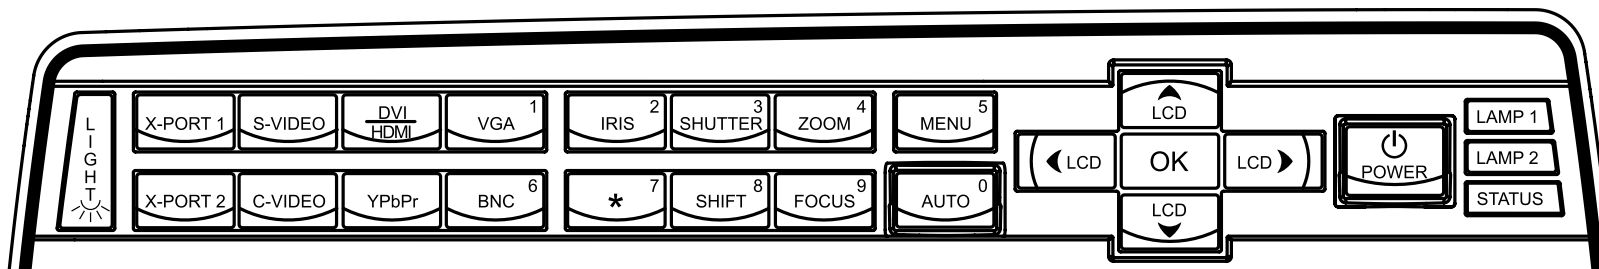 LIGHT
X-PORT 1
S-VIDEO
DVI
HDMI
1
VGA
2
IRIS
3
SHUTTER
4
ZOOM
5
MENU
X-PORT 2
C-VIDEO
YPbPr
6
BNC
7
*
8
SHIFT
9
FOCUS
0
AUTO
LCD
LCD
OK
LCD
LCD
POWER
LAMP 1
LAMP 2
STATUS